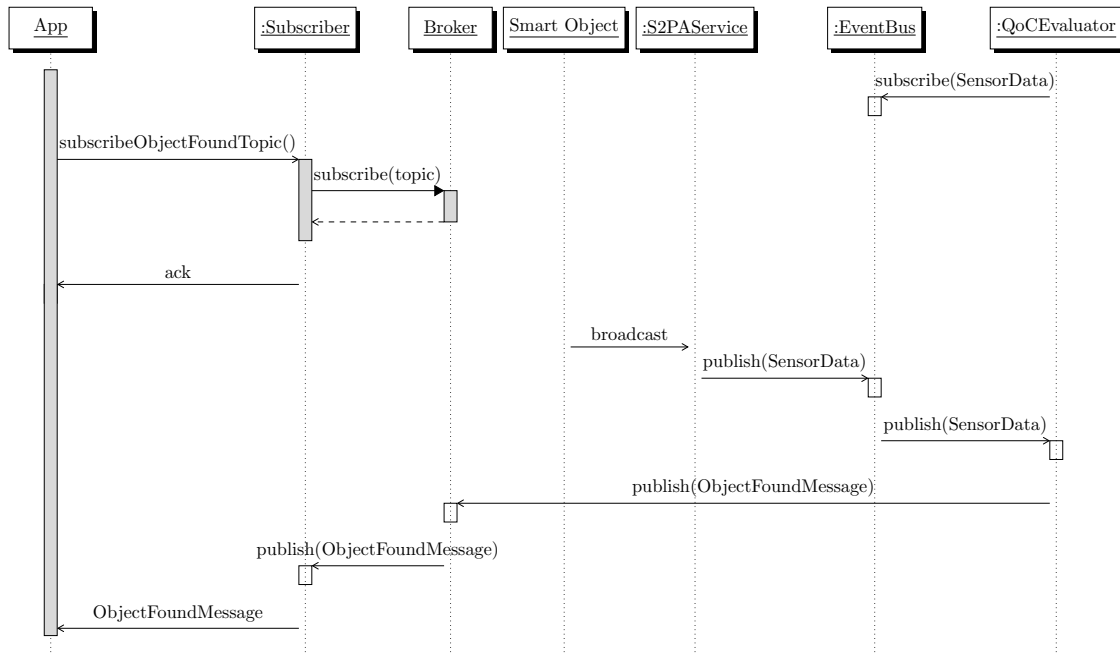 App
:Subscriber
Broker
Smart Object
:S2PAService
:EventBus
:QoCEvaluator
subscribe(SensorData)
subscribeObjectFoundTopic()
subscribe(topic)
ack
broadcast
publish(SensorData)
publish(SensorData)
publish(ObjectFoundMessage)
publish(ObjectFoundMessage)
ObjectFoundMessage